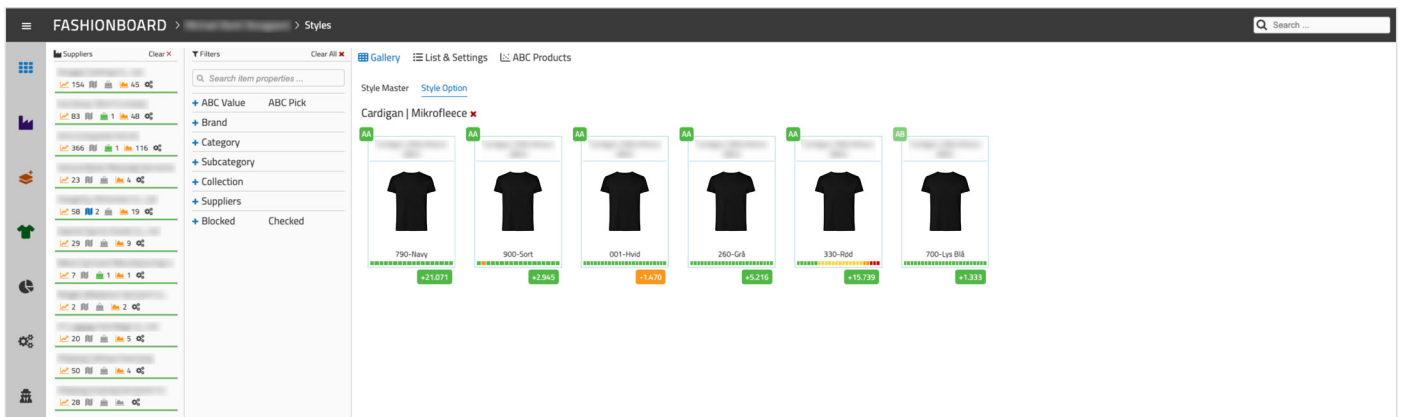 FASHIONBOARD > > Styles
Search ...
Suppliers Clear ×
154 45
83 1 48
366 1 116
23 4
58 2 19
29 9
7 1 1
2 2
20 5
50 4
28
Filters Clear All ×
Search item properties ...
+ ABC Value ABC Pick
+ Brand
+ Category
+ Subcategory
+ Collection
+ Suppliers
+ Blocked Checked
Gallery List & Settings ABC Products
Style Master Style Option
Cardigan | Mikrofleece ×
AA AA AA AA AA AB
790-Navy 900-Sort 001-Hvid 260-Grå 330-Rød 700-Lys Blå
+21.071 +2.945 -1.470 +5.216 +15.739 +1.333